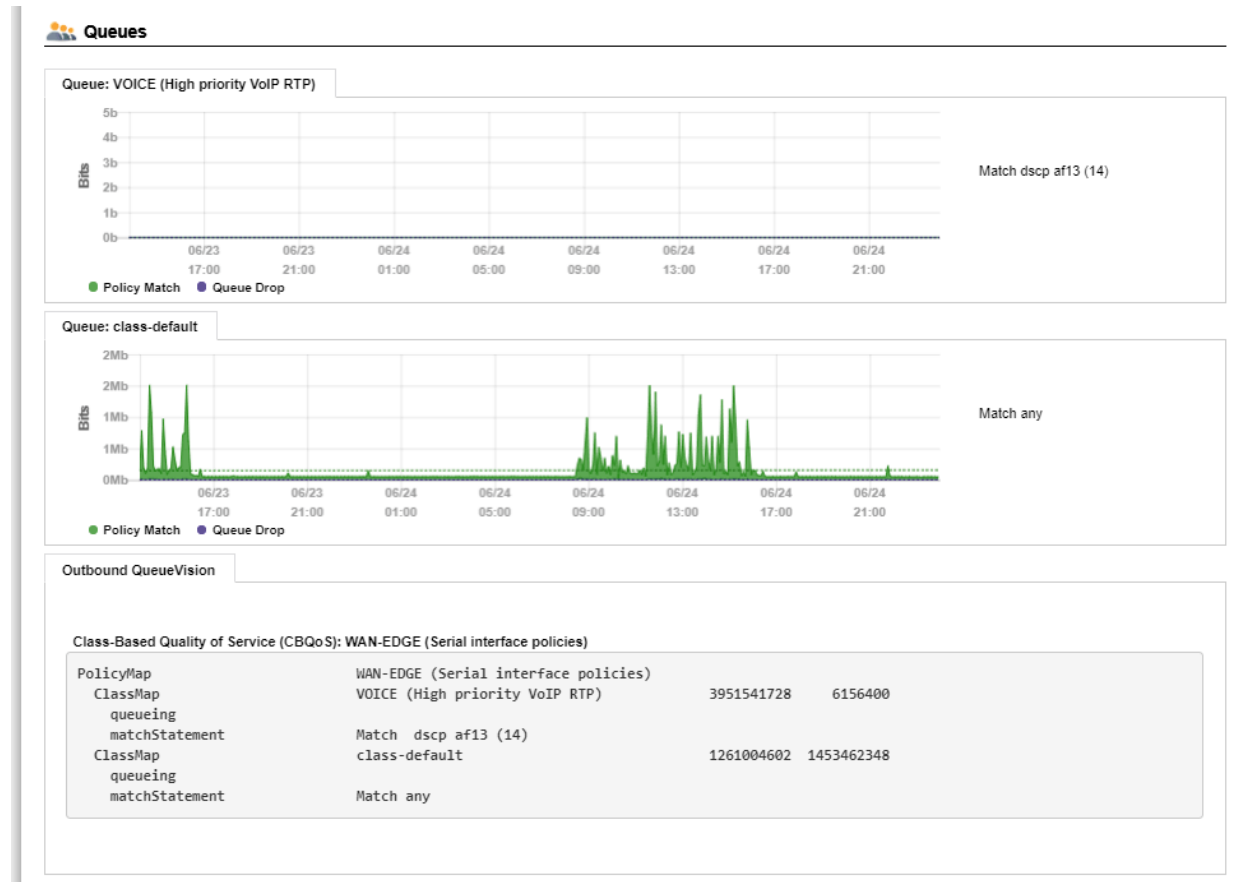 Queues
Queue: VOICE (High priority VoIP RTP)
5b
4b
3b
2b
1b
0b
Bits
Match dscp af13 (14)
06/23 06/23 06/24 06/24 06/24 06/24 06/24 06/24
17:00 21:00 01:00 05:00 09:00 13:00 17:00 21:00
Policy Match Queue Drop
Queue: class-default
2Mb
2Mb
1Mb
1Mb
0Mb
Bits
Match any
06/23 06/23 06/24 06/24 06/24 06/24 06/24 06/24
17:00 21:00 01:00 05:00 09:00 13:00 17:00 21:00
Policy Match Queue Drop
Outbound QueueVision
Class-Based Quality of Service (CBQoS): WAN-EDGE (Serial interface policies)
PolicyMap WAN-EDGE (Serial interface policies)
ClassMap VOICE (High priority VoIP RTP) 3951541728 6156400
queueing
matchStatement Match dscp af13 (14)
ClassMap class-default 1261004602 1453462348
queueing
matchStatement Match any